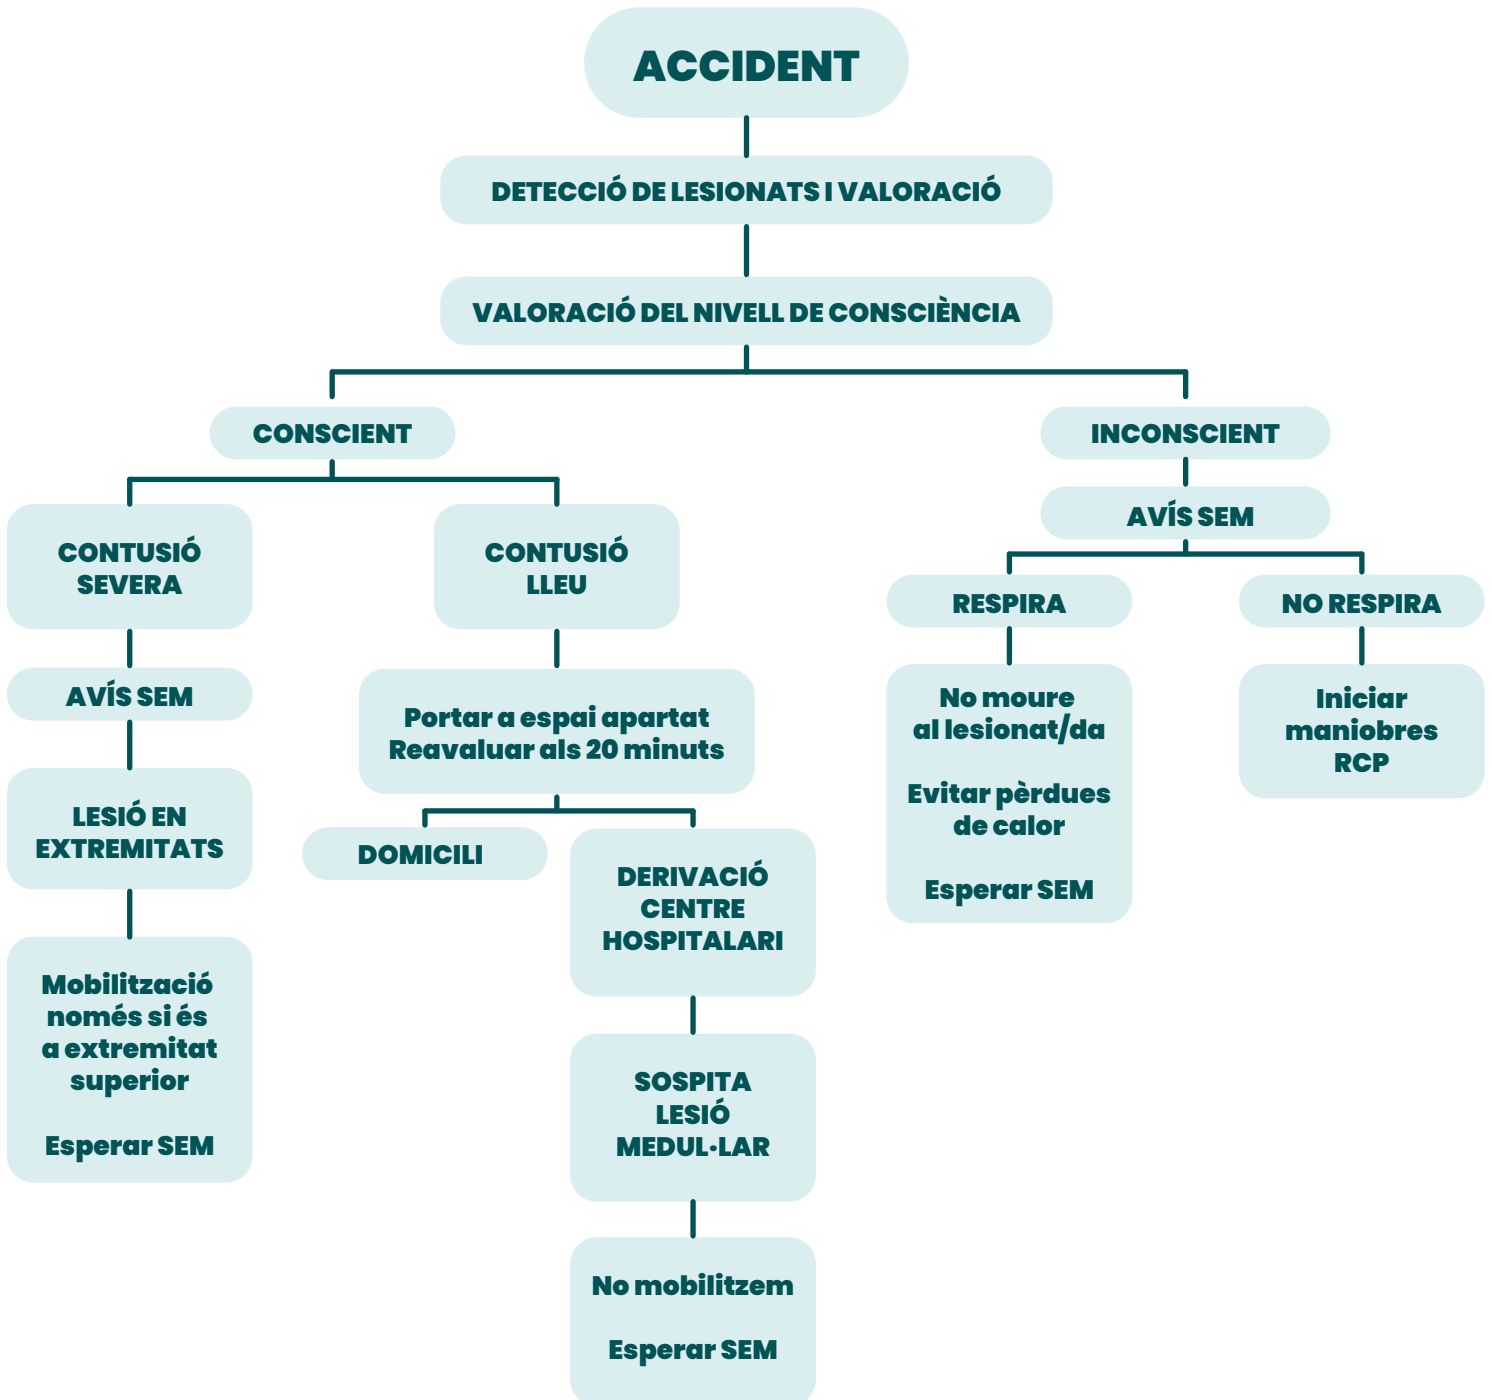 ACCIDENT
DETECCIÓ DE LESIONATS I VALORACIÓ
VALORACIÓ DEL NIVELL DE CONSCIÈNCIA
CONSCIENT
INCONSCIENT
CONTUSIÓ
SEVERA
AVÍS SEM
LESIÓ EN
EXTREMITATS
Mobilització
només si és
a extremitat
superior
Esperar SEM
CONTUSIÓ
LLEU
Portar a espai apartat
Reavaluar als 20 minuts
DOMICILI
DERIVACIÓ
CENTRE
HOSPITALARI
SOSPITA
LESIÓ
MEDUL·LAR
No mobilitzem
Esperar SEM
AVÍS SEM
RESPIRA
No moure
al lesionat/da
Evitar pèrdues
de calor
Esperar SEM
NO RESPIRA
Iniciar
maniobres
RCP